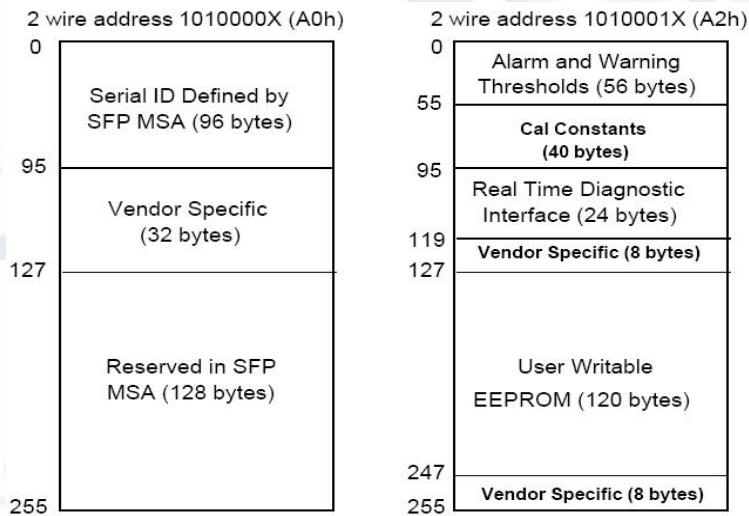 2 wire address 1010000X (A0h)
0
Serial ID Defined by
SFP MSA (96 bytes)
95
Vendor Specific
(32 bytes)
127
Reserved in SFP
MSA (128 bytes)
255
2 wire address 1010001X (A2h)
0
Alarm and Warning
Thresholds (56 bytes)
55
Cal Constants
(40 bytes)
95
Real Time Diagnostic
Interface (24 bytes)
119
Vendor Specific (8 bytes)
127
User Writable
EEPROM (120 bytes)
247
Vendor Specific (8 bytes)
255